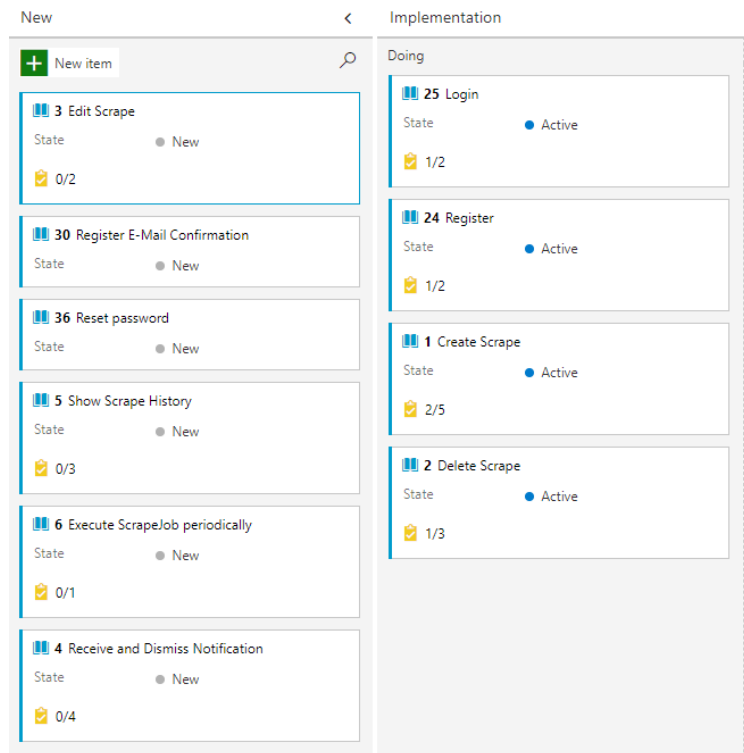 New
New item
3 Edit Scrape
State New
0/2
30 Register E-Mail Confirmation
State New
36 Reset password
State New
5 Show Scrape History
State New
0/3
6 Execute ScrapeJob periodically
State New
0/1
4 Receive and Dismiss Notification
State New
0/4
Implementation
Doing
25 Login
State Active
1/2
24 Register
State Active
1/2
1 Create Scrape
State Active
2/5
2 Delete Scrape
State Active
1/3